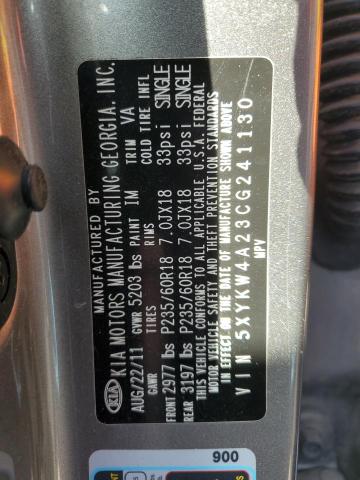 MANUFACTURED BY
KIA KIA MOTORS MANUFACTURING GEORGIA, INC.
AUG/22/11 GVWR 5203 lbs PAINT IM TRIM VA
GAWR TIRES RIMS COLD TIRE INFL
FRONT 2977 lbs P235/60R18 7.0JX18 33psi SINGLE
REAR 3197 lbs P235/60R18 7.0JX18 33psi SINGLE
THIS VEHICLE CONFORMS TO ALL APPLICABLE U.S.A. FEDERAL
MOTOR VEHICLE SAFETY AND THEFT PREVENTION STANDARDS
IN EFFECT ON THE DATE OF MANUFACTURE SHOWN ABOVE
VIN 5XYKW4A23CG241130
MPV
900